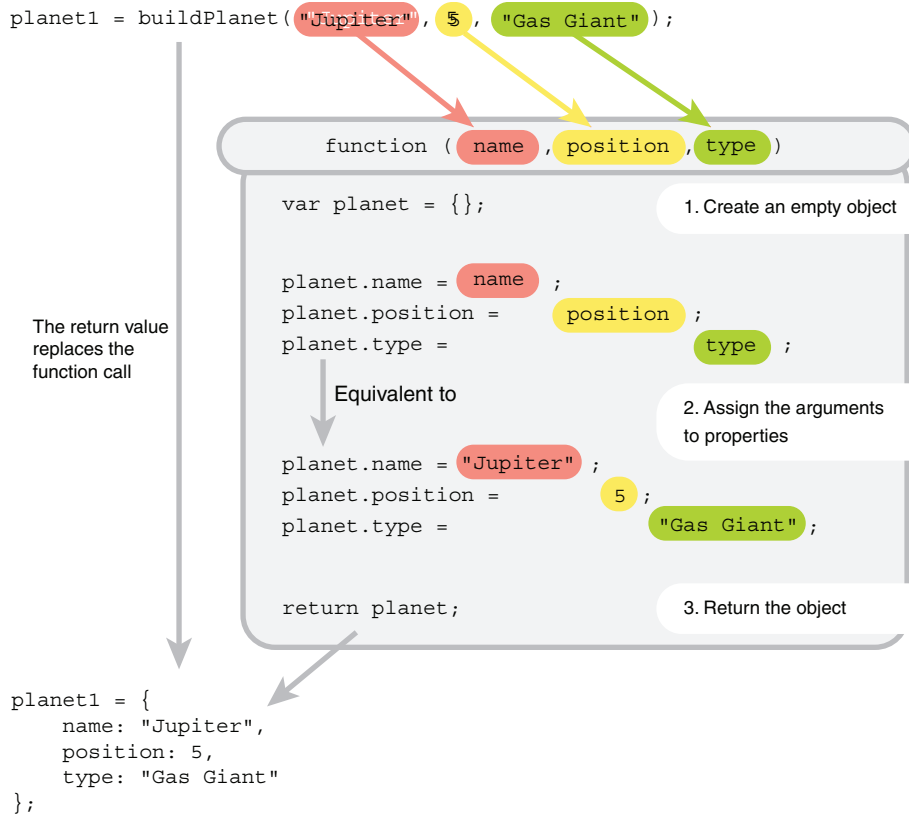 planet1 = buildPlanet("Jupiter", 5, "Gas Giant");
function ( name , position, type )
var planet = {};
1. Create an empty object
planet.name = name ;
planet.position = position ;
planet.type = type ;
The return value
replaces the
function call
Equivalent to
2. Assign the arguments
to properties
planet.name = "Jupiter" ;
planet.position = 5 ;
planet.type = "Gas Giant" ;
return planet;
3. Return the object
planet1 = {
    name: "Jupiter",
    position: 5,
    type: "Gas Giant"
};